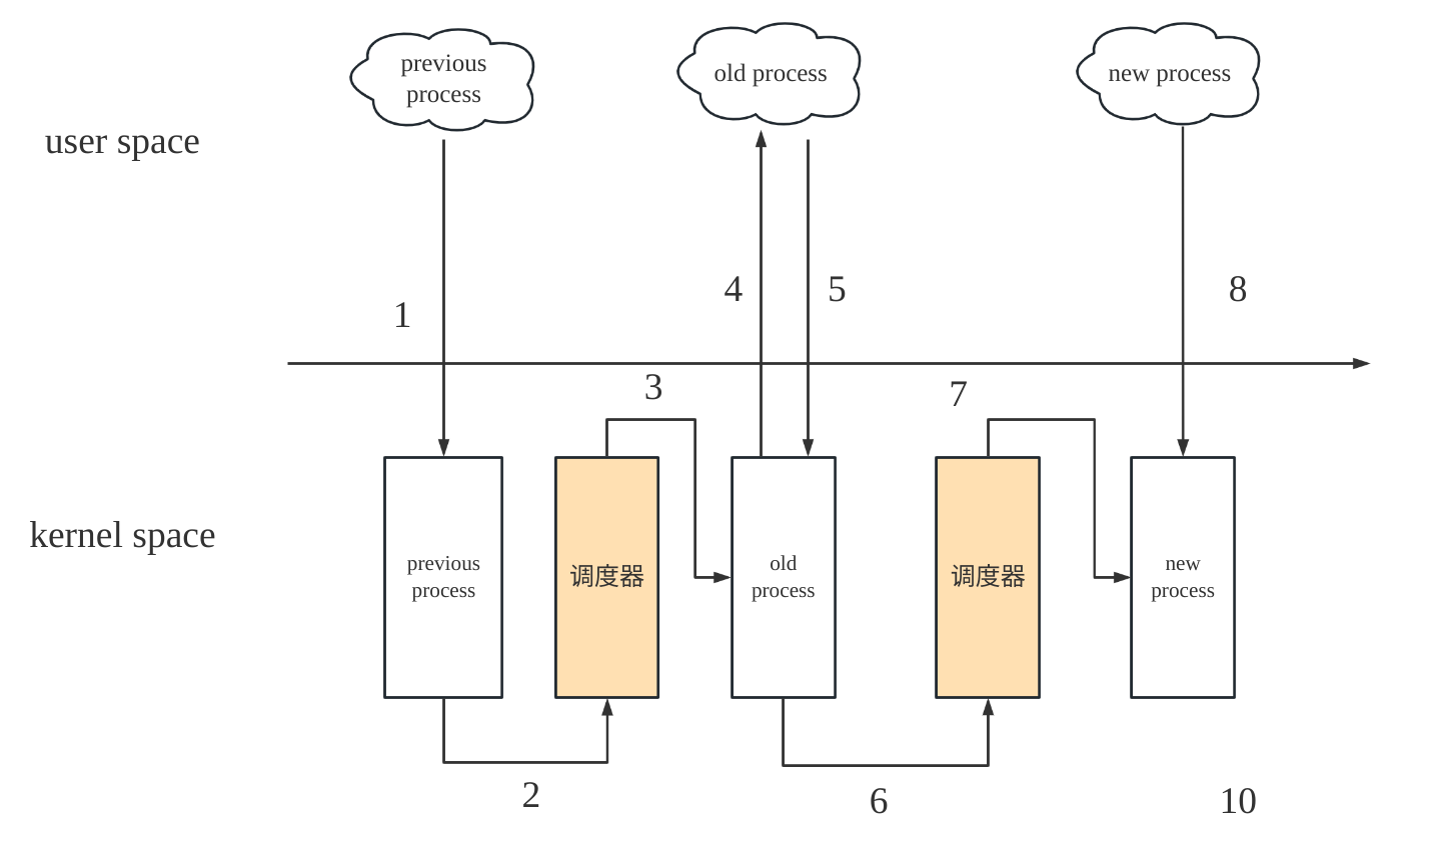 previous
process
old process
new process
user space
4
5
8
1
3
7
kernel space
previous
process
调度器
old
process
调度器
new
process
2
6
10